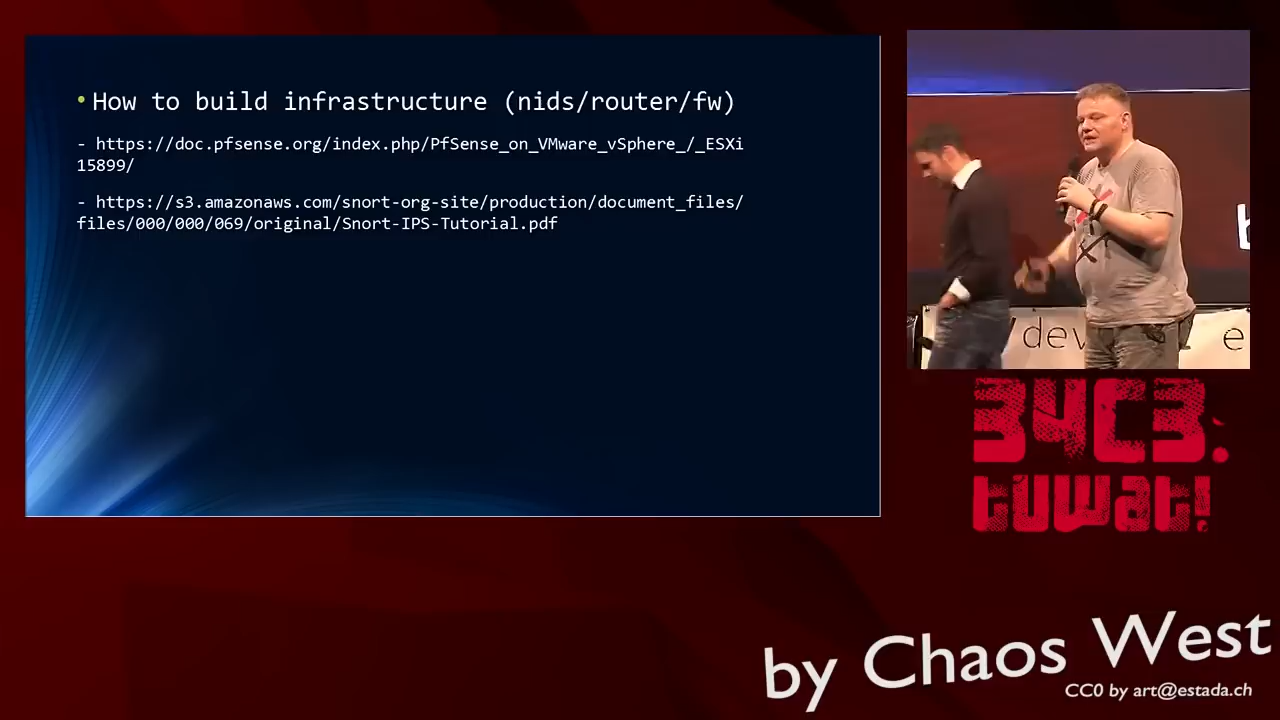 •How to build infrastructure (nids/router/fw)
- https://doc.pfsense.org/index.php/PfSense_on_VMware_vSphere_/_ESXi
15899/
- https://s3.amazonaws.com/snort-org-site/production/document_files/
files/000/000/069/original/Snort-IPS-Tutorial.pdf
34C3:
tuwat!
by Chaos West
CC0 by art@estada.ch